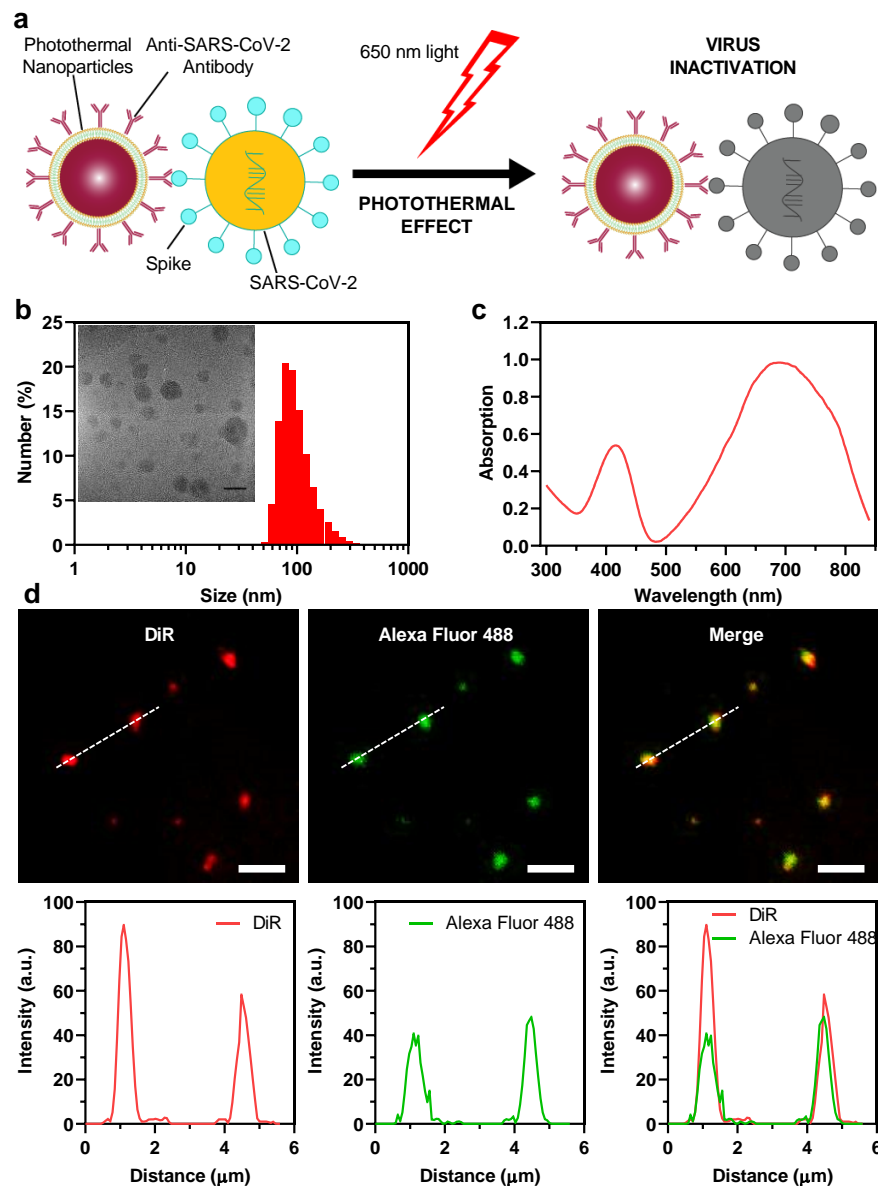 a
Photothermal
Nanoparticles
Anti-SARS-CoV-2
Antibody
650 nm light
VIRUS
INACTIVATION
PHOTOTHERMAL
EFFECT
Spike
SARS-CoV-2
b
25
20
15
10
5
0
Number (%)
1
10
100
1000
Size (nm)
c
1.2
1.0
0.8
0.6
0.4
0.2
0.0
Absorption
300
400
500
600
700
800
Wavelength (nm)
d
DiR
Alexa Fluor 488
Merge
100
80
60
40
20
0
Intensity (a.u.)
DiR
0
2
4
6
Distance (μm)
100
80
60
40
20
0
Intensity (a.u.)
Alexa Fluor 488
0
2
4
6
Distance (μm)
100
80
60
40
20
0
Intensity (a.u.)
DiR
Alexa Fluor 488
0
2
4
6
Distance (μm)